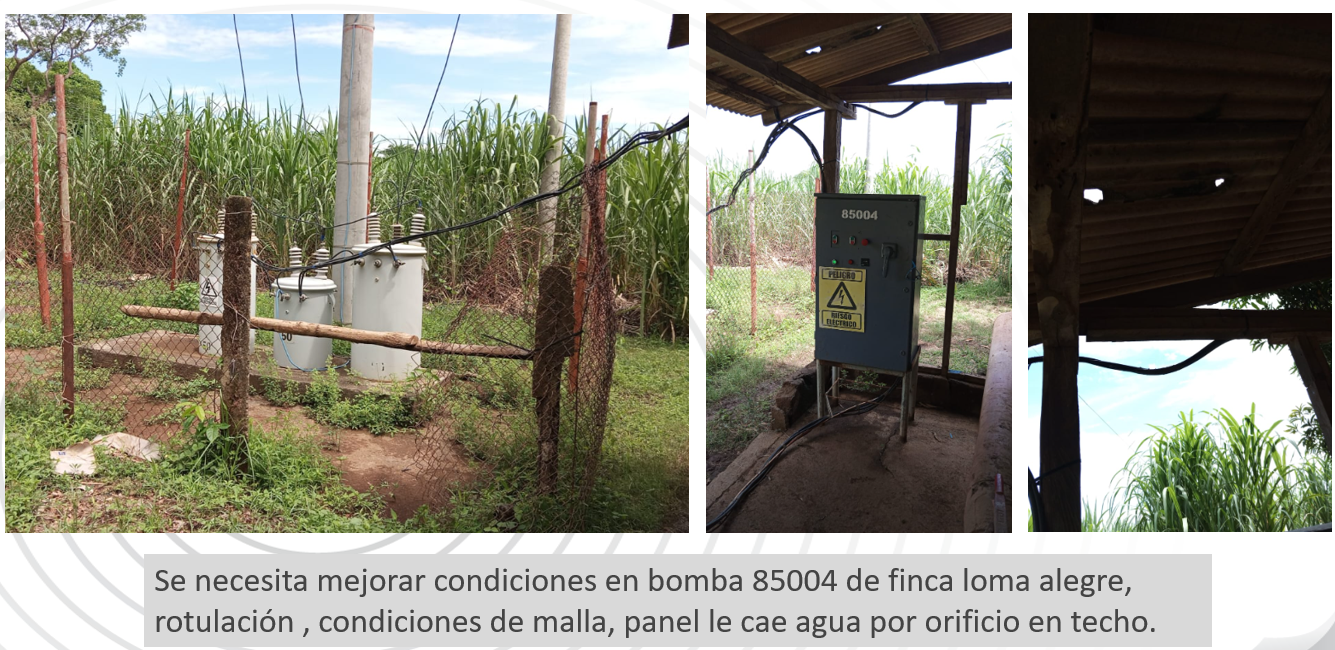 50
85004
PELIGRO
RIESGO
ELECTRICO
Se necesita mejorar condiciones en bomba 85004 de finca loma alegre,
rotulación , condiciones de malla, panel le cae agua por orificio en techo.